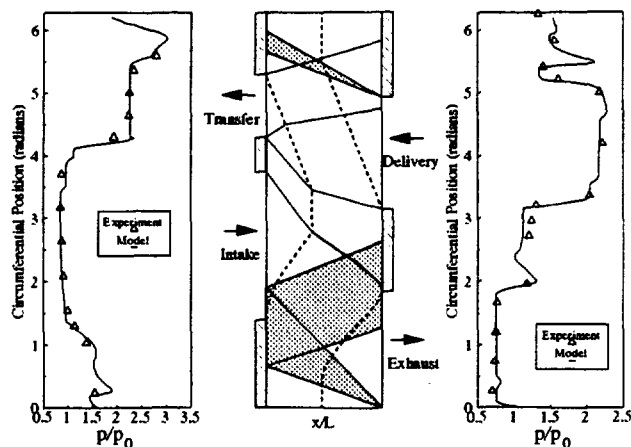 Circumferential Position (radians)
6
5
4
3
2
1
0
0.5 1 1.5 2 2.5 3 3.5
p/p0
Experiment
Model
Transfer
Delivery
Intake
Exhaust
x/L
Circumferential Position (radians)
6
5
4
3
2
1
0
0.5 1 1.5 2 2.5
p/p0
Experiment
Model